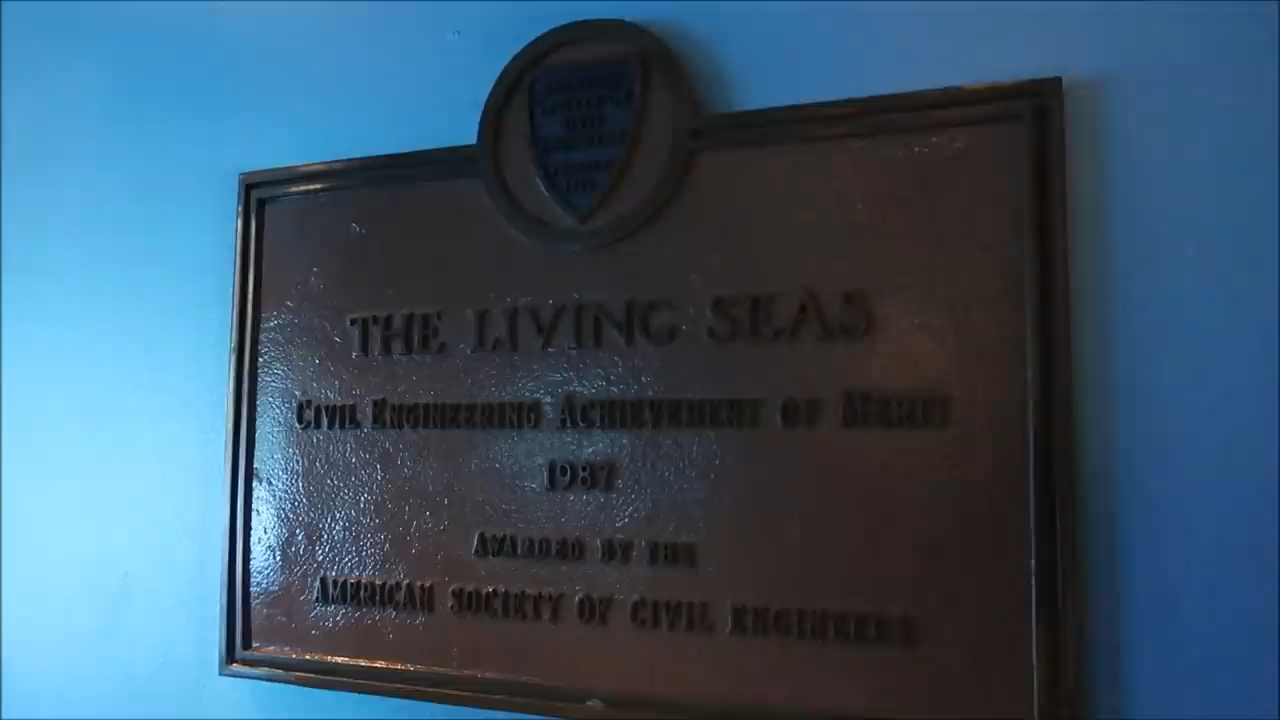 THE LIVING SEAS
CIVIL ENGINEERING ACHIEVEMENT OF MERIT
1987
AWARDED BY THE
AMERICAN SOCIETY OF CIVIL ENGINEERS